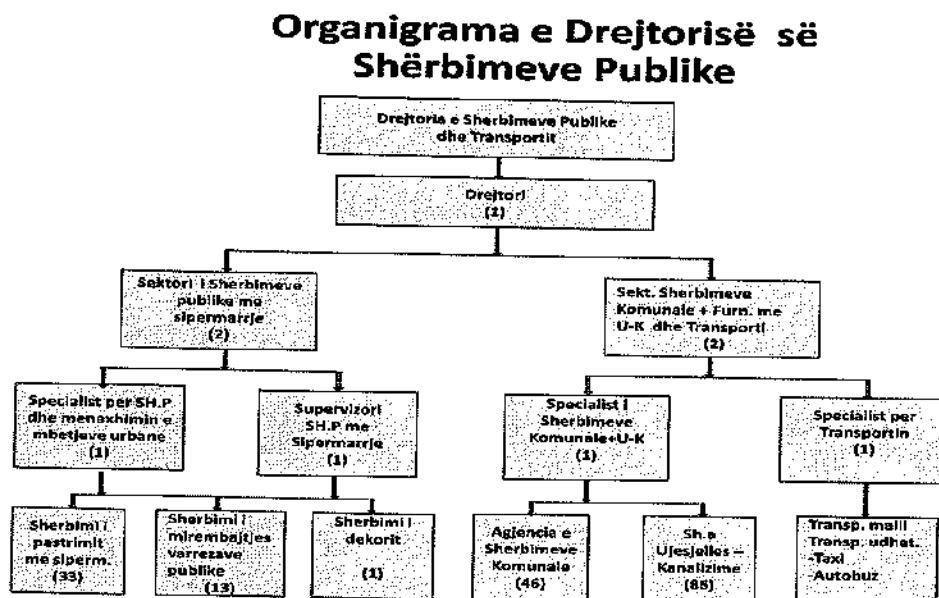 Organigrama e Drejtorisë së
Shërbimeve Publike
Drejtoria e Sherbimeve Publike
dhe Transportit
Drejtori
(1)
Sektori i Sherbimeve
publike me
sipermarrje
(2)
Sekt. Sherbimeve
Komunale + Furn. me
U-K dhe Transporti
(2)
Specialist per SH.P
dhe menaxhimin e
mbetjeve urbane
(1)
Supervizori
SH.P me
Sipermarrje
(1)
Specialist i
Sherbimeve
Komunale+U-K
(1)
Specialist per
Transportin
(1)
Sherbimi i
pastrimit
me siperm.
(33)
Sherbimi i
mirembajtjes
varrezave
publike
(13)
Sherbimi i
dekorit
(1)
Agjencia e
Sherbimeve
Komunale
(46)
Sh.a
Ujesjelles –
Kanalizime
(85)
Transp. malli
Transp. udhet.
-Taxi
-Autobuz